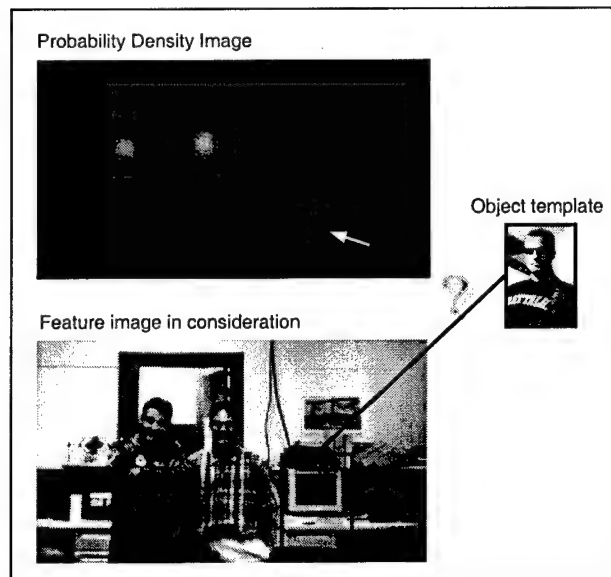 Probability Density Image
Object template
?
Feature image in consideration